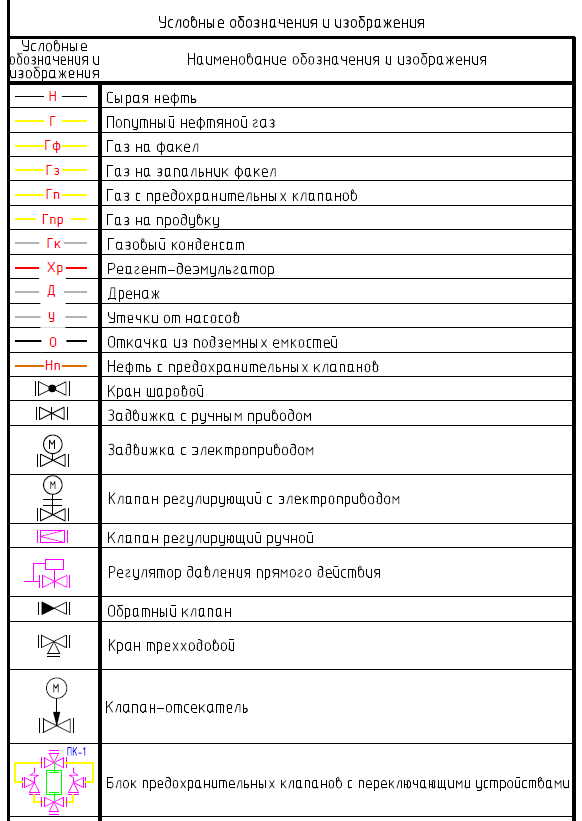 Условные обозначения и изображения
Условные
обозначения и
изображения
Наименование обозначения и изображения
Н Сырая нефть
Г Попутный нефтяной газ
Гф Газ на факел
Гз Газ на запальник факел
Гп Газ с предохранительных клапанов
Гпр Газ на продувку
Гк Газовый конденсат
Хр Реагент-деэмульгатор
Д Дренаж
У Утечки от насосов
О Откачка из подземных емкостей
Нп Нефть с предохранительных клапанов
Кран шаровой
Задвижка с ручным приводом
М Задвижка с электроприводом
М Клапан регулирующий с электроприводом
Клапан регулирующий ручной
Регулятор давления прямого действия
Обратный клапан
Кран трехходовой
М Клапан-отсекатель
ПК-1
Блок предохранительных клапанов с переключающими устройствами